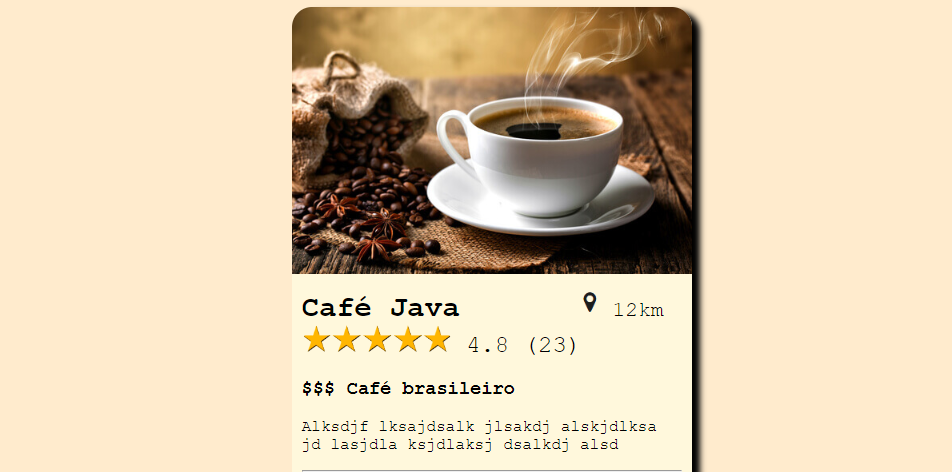 Café Java 12km
4.8 (23)
$$$ Café brasileiro
Alksdjf lksajdsalk jlsakdj alskjdlksa
jd lasjdla ksjdlaksj dsalkdj alsd